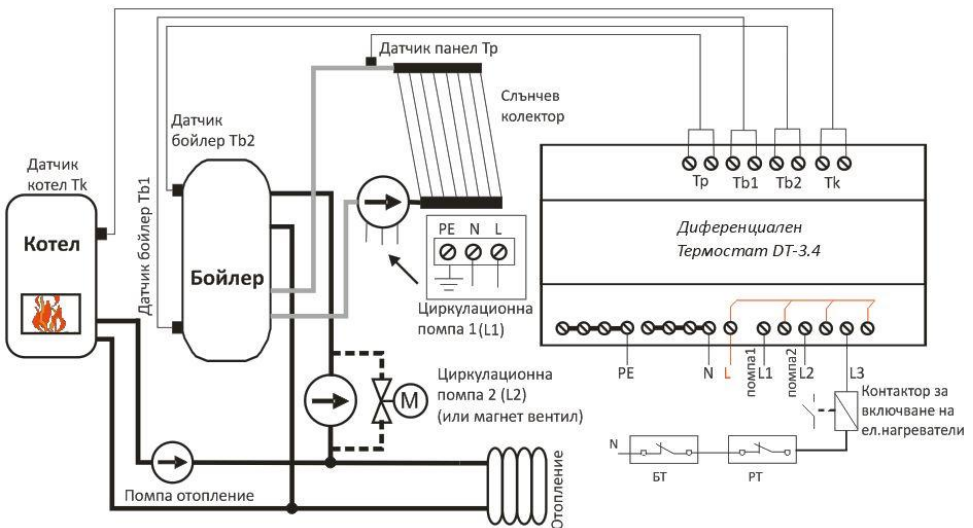 Датчик панел Тр
Слънчев
колектор
Датчик
бойлер Tb2
Датчик
котел Tk
Датчик бойлер Tb1
Котел
Бойлер
PE N L
Циркулационна
помпа 1 (L1)
Тр Tb1 Tb2 Tk
Диференциален
Термостат DT-3.4
PE N L помпа1 L1 помпа2 L2 L3
Циркулационна
помпа 2 (L2)
(или магнет вентил)
M
Контактор за
включване на
ел.нагреватели
N
БТ РТ
Помпа отопление
Отопление